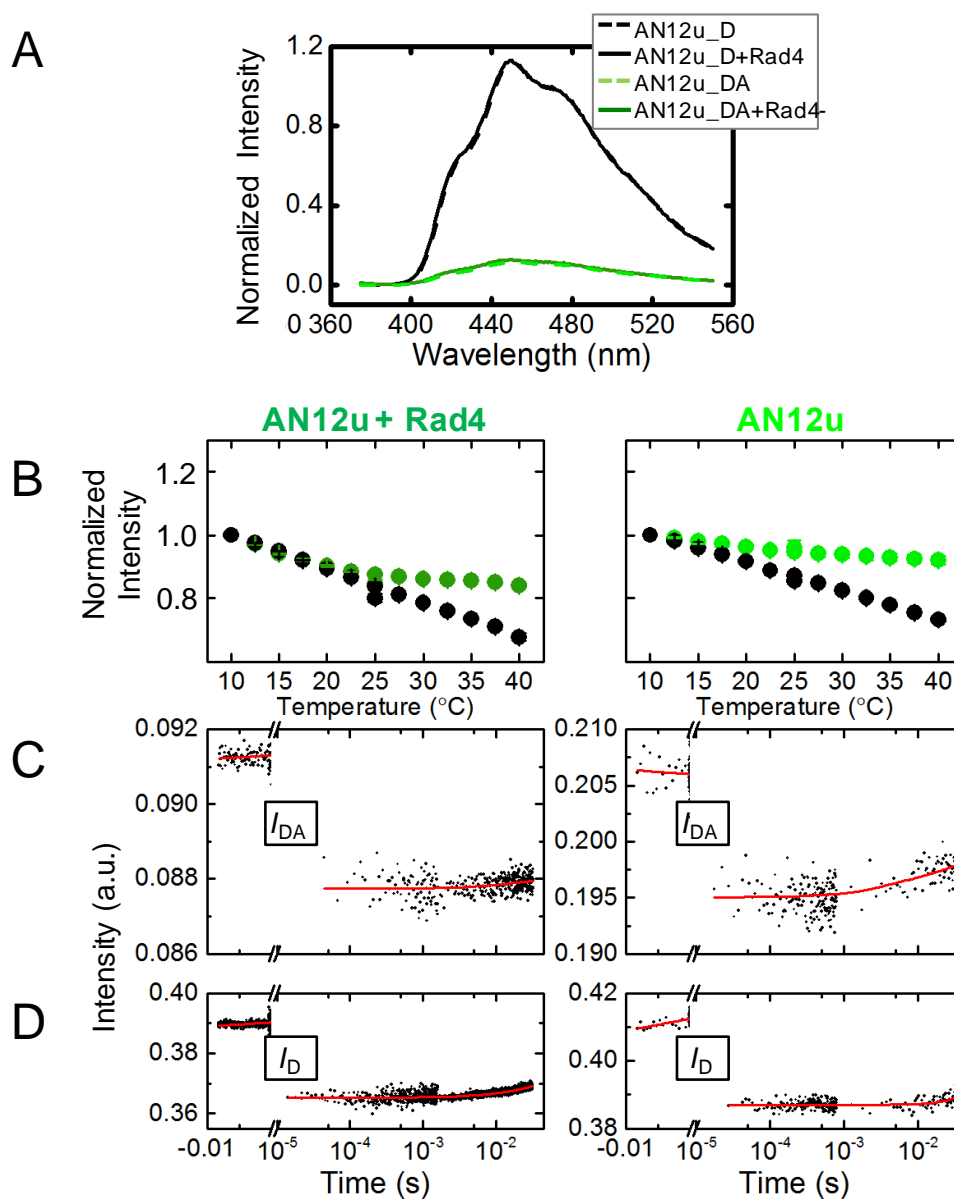 A
AN12u_D
AN12u_D+Rad4
AN12u_DA
AN12u_DA+Rad4-
Normalized Intensity
1.2
0.8
0.4
0.0
0 360 400 440 480 520 560
Wavelength (nm)
AN12u + Rad4
AN12u
B
Normalized
Intensity
1.2
1.0
0.8
10 15 20 25 30 35 40
Temperature (°C)
10 15 20 25 30 35 40
Temperature (°C)
C
Intensity (a.u.)
0.092
0.090
0.088
0.086
IDA
0.210
0.205
0.200
0.195
0.190
IDA
D
0.40
0.38
0.36
ID
0.42
0.40
0.38
ID
-0.01 10-5 10-4 10-3 10-2
Time (s)
-0.01 10-5 10-4 10-3 10-2
Time (s)